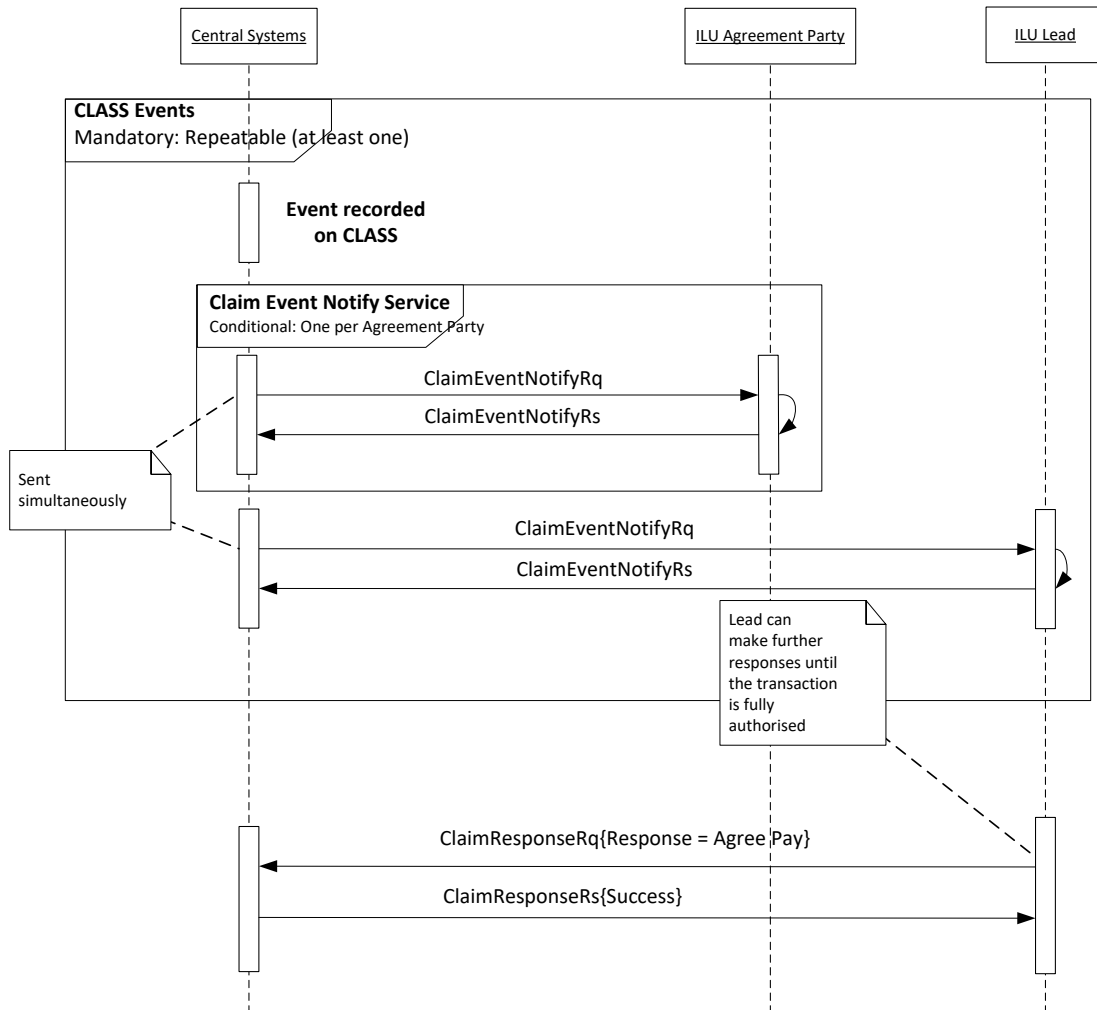 Central Systems
ILU Agreement Party
ILU Lead
CLASS Events
Mandatory: Repeatable (at least one)
Event recorded
on CLASS
Claim Event Notify Service
Conditional: One per Agreement Party
ClaimEventNotifyRq
ClaimEventNotifyRs
Sent
simultaneously
ClaimEventNotifyRq
ClaimEventNotifyRs
Lead can
make further
responses until
the transaction
is fully
authorised
ClaimResponseRq{Response = Agree Pay}
ClaimResponseRs{Success}